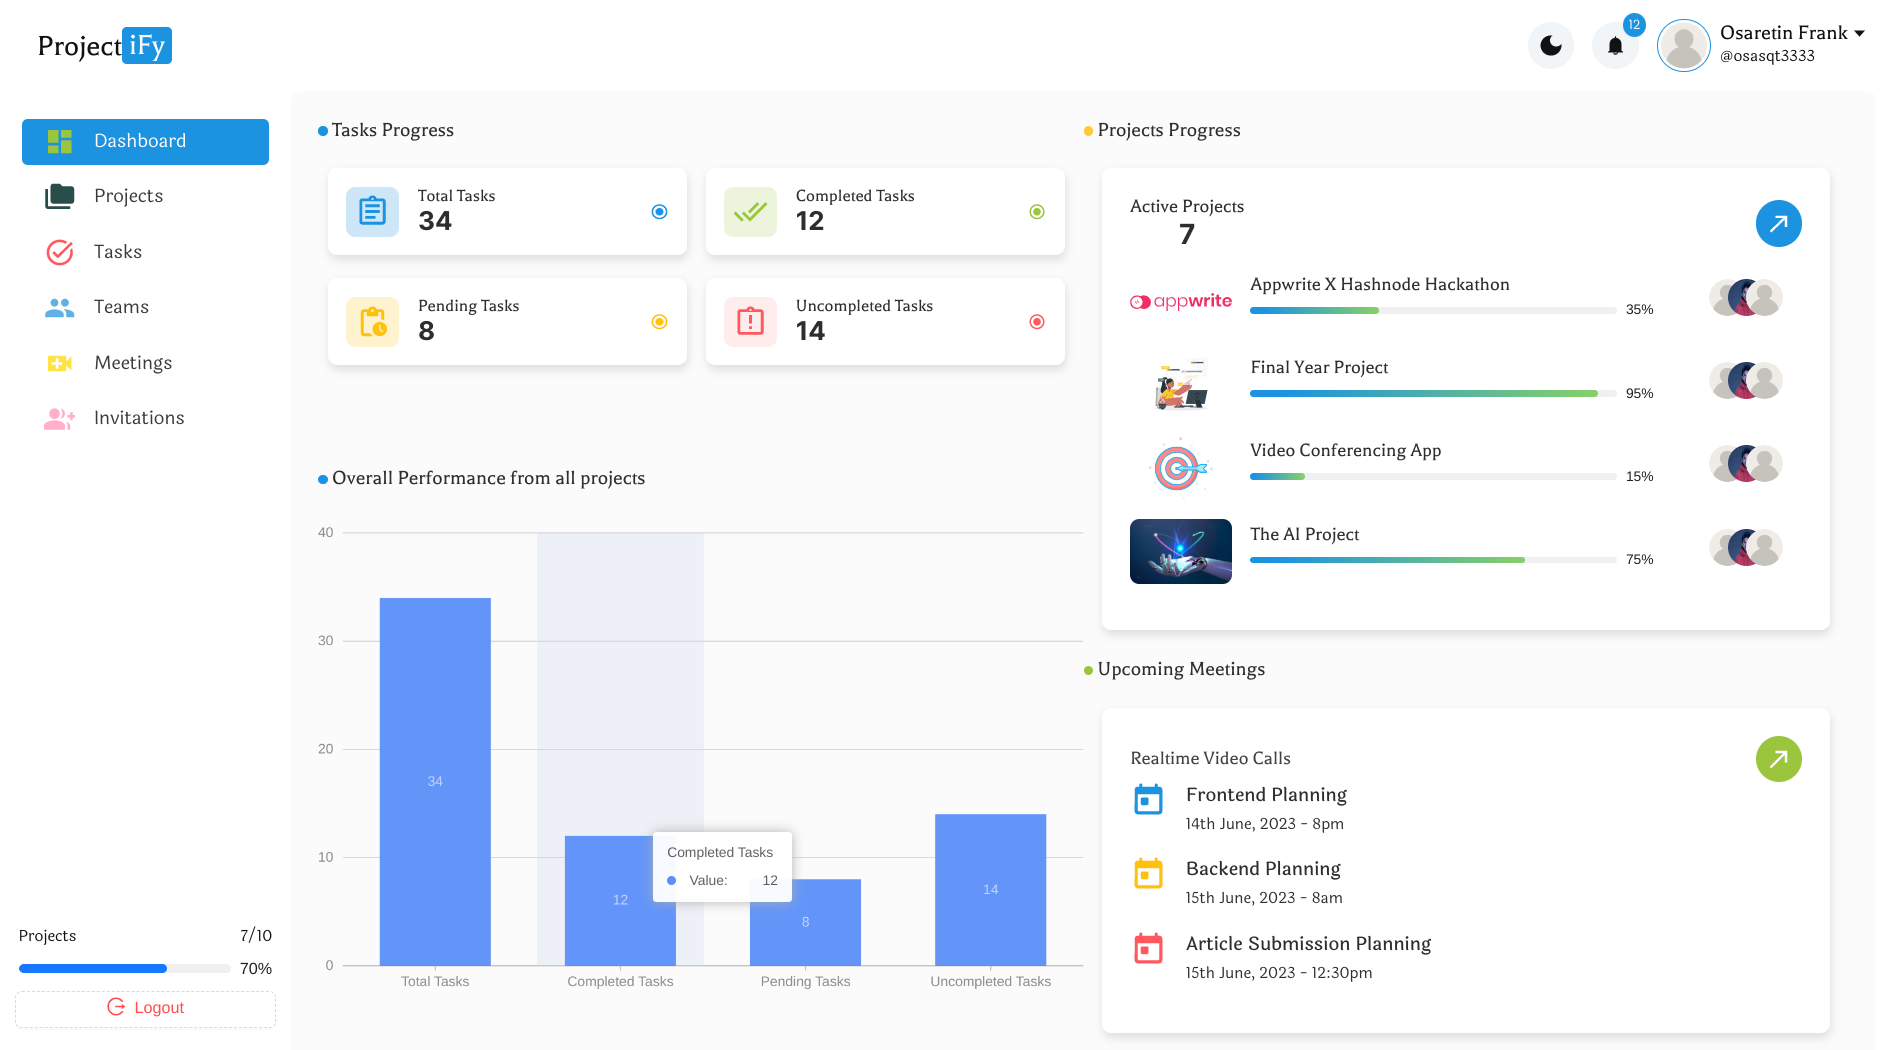 Project iFy
12
Osaretin Frank
@osasqt3333
Dashboard
Projects
Tasks
Teams
Meetings
Invitations
Projects 7/10
70%
Logout
Tasks Progress
Total Tasks
34
Completed Tasks
12
Pending Tasks
8
Uncompleted Tasks
14
Overall Performance from all projects
40
30
20
10
0
34
12
8
14
Completed Tasks
Value: 12
Total Tasks
Completed Tasks
Pending Tasks
Uncompleted Tasks
Projects Progress
Active Projects
7
appwrite
Appwrite X Hashnode Hackathon
35%
Final Year Project
95%
Video Conferencing App
15%
The AI Project
75%
Upcoming Meetings
Realtime Video Calls
Frontend Planning
14th June, 2023 - 8pm
Backend Planning
15th June, 2023 - 8am
Article Submission Planning
15th June, 2023 - 12:30pm